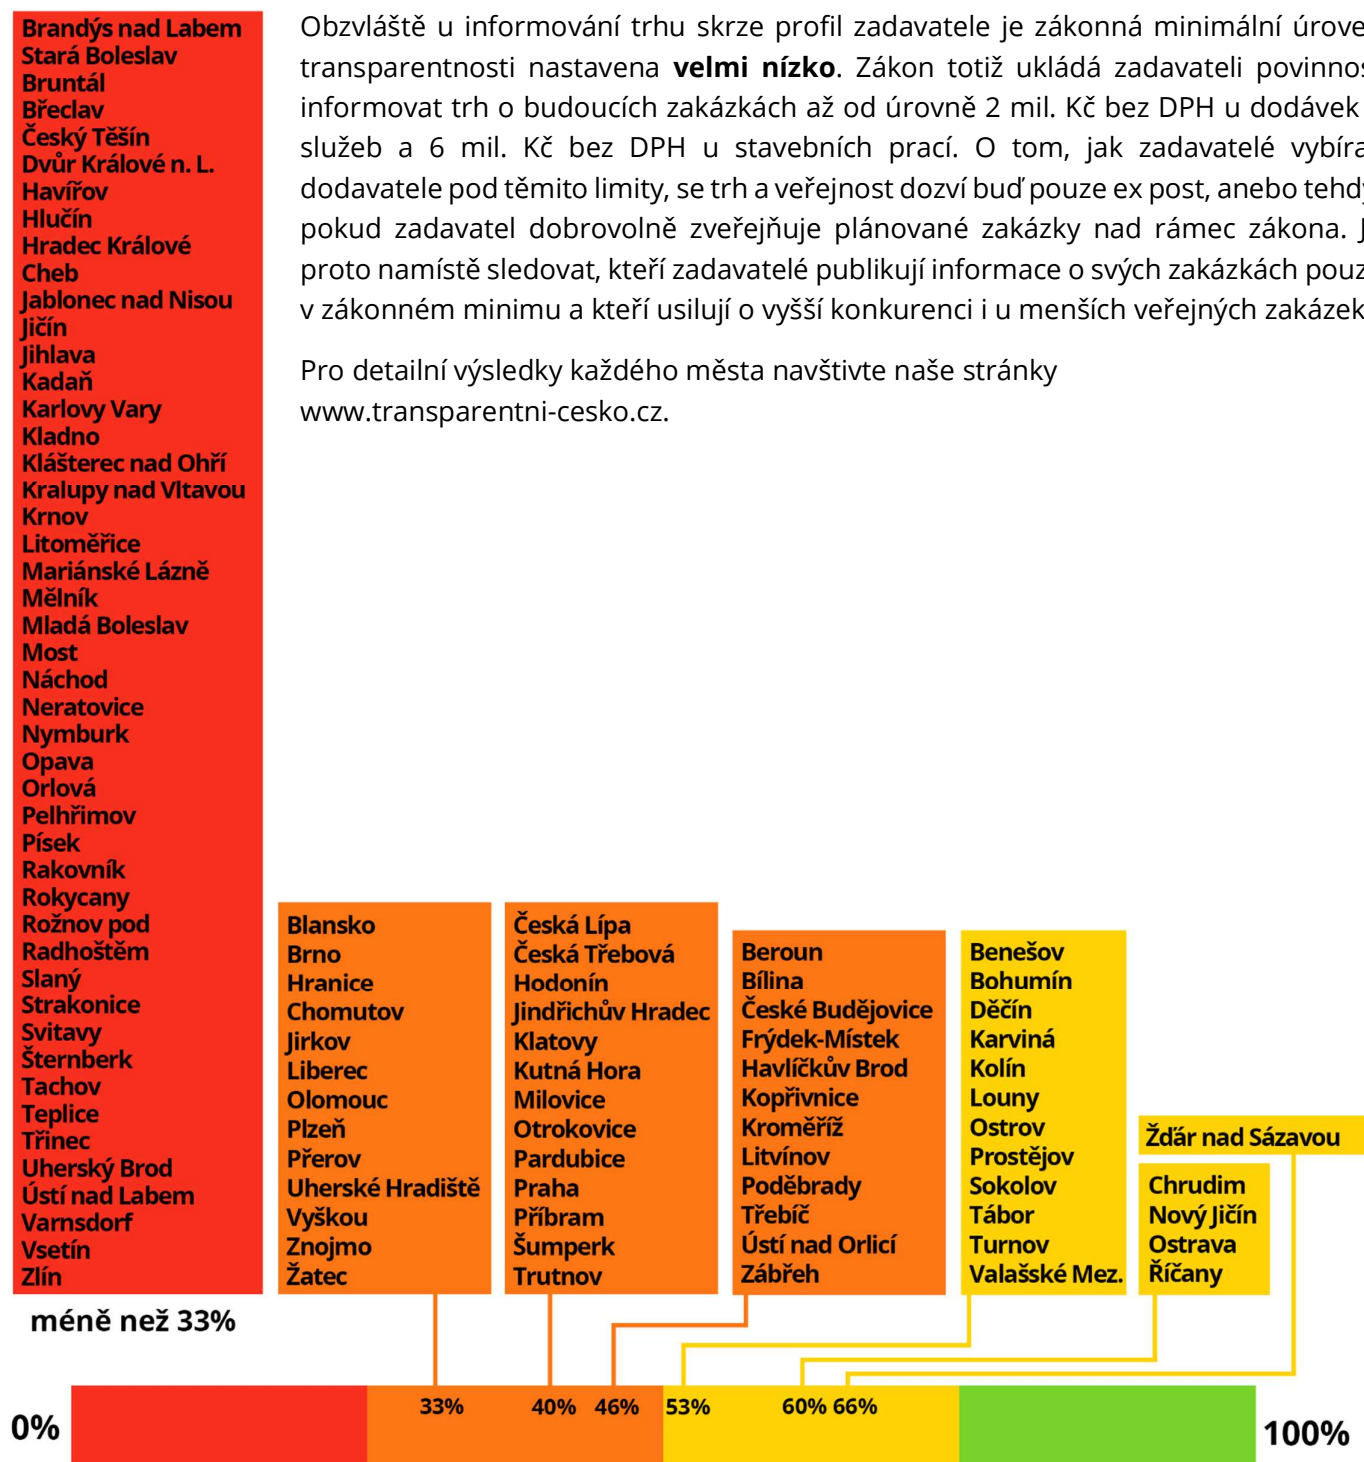 Brandýs nad Labem
Stará Boleslav
Bruntál
Břeclav
Český Těšín
Dvůr Králové n. L.
Havířov
Hlučín
Hradec Králové
Cheb
Jablonec nad Nisou
Jičín
Jihlava
Kadaň
Karlovy Vary
Kladno
Klášterec nad Ohří
Kralupy nad Vltavou
Krnov
Litoměřice
Mariánské Lázně
Mělník
Mladá Boleslav
Most
Náchod
Neratovice
Nymburk
Opava
Orlová
Pelhřimov
Písek
Rakovník
Rokycany
Rožnov pod
Radhoštěm
Slaný
Strakonice
Svitavy
Šternberk
Tachov
Teplice
Třinec
Uherský Brod
Ústí nad Labem
Varnsdorf
Vsetín
Zlín
méně než 33%
Obzvláště u informování trhu skrze profil zadavatele je zákonná minimální úrove
transparentnosti nastavena velmi nízko. Zákon totiž ukládá zadavateli povinnos
informovat trh o budoucích zakázkách až od úrovně 2 mil. Kč bez DPH u dodávek
služeb a 6 mil. Kč bez DPH u stavebních prací. O tom, jak zadavatelé vybíra
dodavatele pod těmito limity, se trh a veřejnost dozví buď pouze ex post, anebo tehdy
pokud zadavatel dobrovolně zveřejňuje plánované zakázky nad rámec zákona. J
proto namístě sledovat, kteří zadavatelé publikují informace o svých zakázkách pouz
v zákonném minimu a kteří usilují o vyšší konkurenci i u menších veřejných zakázek
Pro detailní výsledky každého města navštivte naše stránky
www.transparentni-cesko.cz.
Blansko
Brno
Hranice
Chomutov
Jirkov
Liberec
Olomouc
Plzeň
Přerov
Uherské Hradiště
Vyškou
Znojmo
Žatec
Česká Lípa
Česká Třebová
Hodonín
Jindřichův Hradec
Klatovy
Kutná Hora
Milovice
Otrokovice
Pardubice
Praha
Příbram
Šumperk
Trutnov
Beroun
Bílina
České Budějovice
Frýdek-Místek
Havlíčkův Brod
Kopřivnice
Kroměříž
Litvínov
Poděbrady
Třebíč
Ústí nad Orlicí
Zábřeh
Benešov
Bohumín
Děčín
Karviná
Kolín
Louny
Ostrov
Prostějov
Sokolov
Tábor
Turnov
Valašské Mez.
Žďár nad Sázavou
Chrudim
Nový Jičín
Ostrava
Říčany
0%
33%
40%
46%
53%
60%
66%
100%